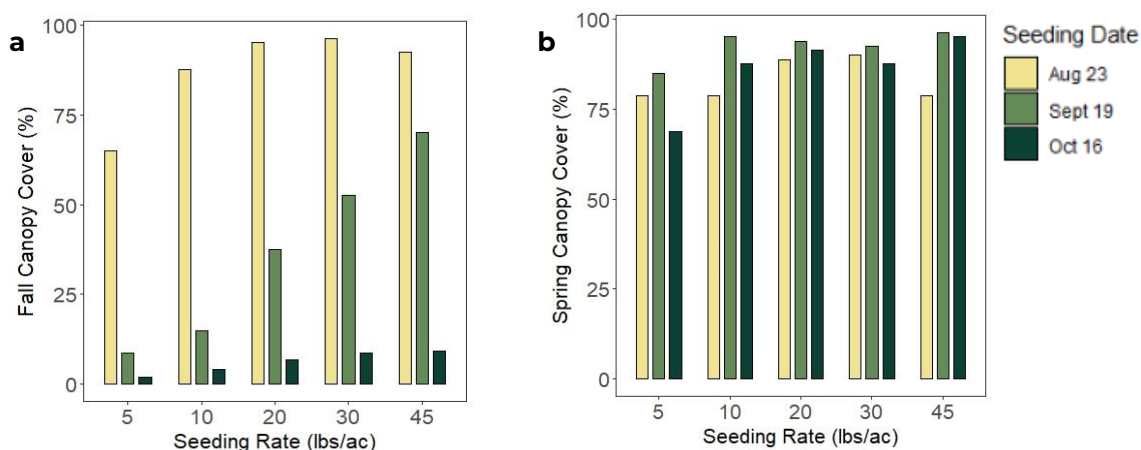 a
Fall Canopy Cover (%)
100
75
50
25
0
5 10 20 30 45
Seeding Rate (lbs/ac)
b
Spring Canopy Cover (%)
100
75
50
25
0
5 10 20 30 45
Seeding Rate (lbs/ac)
Seeding Date
Aug 23
Sept 19
Oct 16